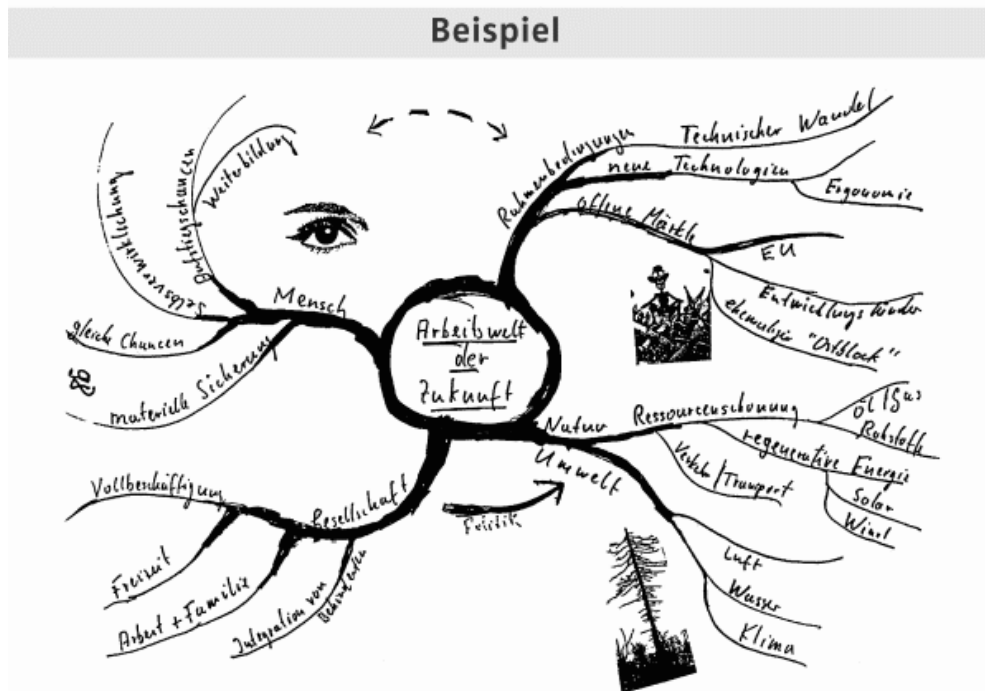 Beispiel
Arbeitswelt
der
Zukunft
Mensch
Weiterbildung
Aufstiegschancen
Selbstverwirklichung
gleiche Chancen
materielle Sicherung
Rahmenbedingungen
Technischer Wandel
neue Technologien
Ergonomie
offene Märkte
EU
Entwicklungsländer
ehemaliger "Ostblock"
Natur
Umwelt
Ressourcenschonung
Öl/Gas
Rohstoffe
regenerative Energie
Solar
Wind
Verkehr/Transport
Luft
Wasser
Klima
Gesellschaft
Vollbeschäftigung
Freizeit
Arbeit + Familie
Integration von
Behinderten